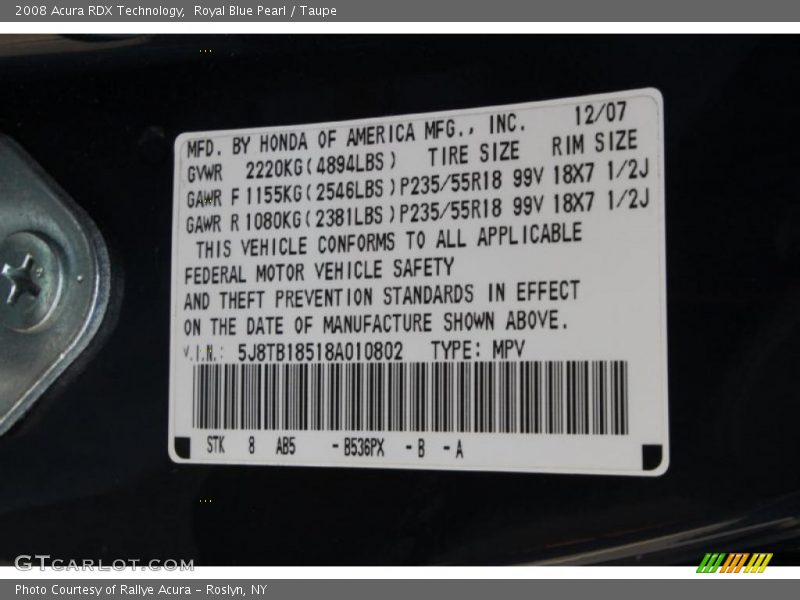 2008 Acura RDX Technology,  Royal Blue Pearl / Taupe
MFD. BY HONDA OF AMERICA MFG., INC. 12/07
GVWR 2220KG(4894LBS) TIRE SIZE RIM SIZE
GAWR F 1155KG(2546LBS) P235/55R18 99V 18X7 1/2J
GAWR R 1080KG(2381LBS) P235/55R18 99V 18X7 1/2J
THIS VEHICLE CONFORMS TO ALL APPLICABLE
FEDERAL MOTOR VEHICLE SAFETY
AND THEFT PREVENTION STANDARDS IN EFFECT
ON THE DATE OF MANUFACTURE SHOWN ABOVE.
V.I.N.: 5J8TB18518A010802 TYPE: MPV
STK 8 AB5 - B536PX - B - A
GTCARLOT.COM
Photo Courtesy of Rallye Acura – Roslyn, NY